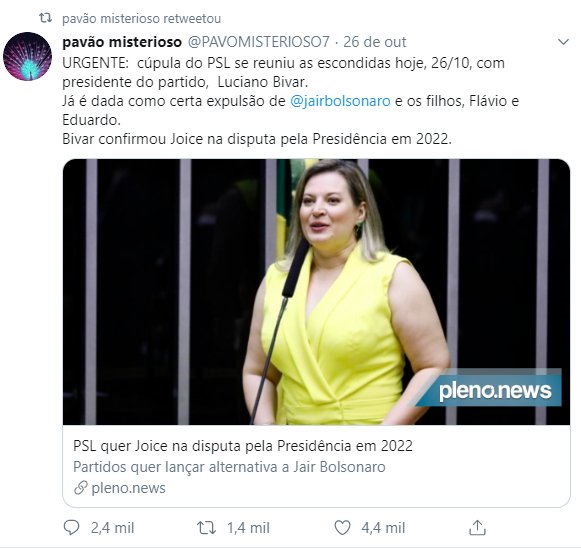 pavão misterioso retweetou
pavão misterioso @PAVOMISTERIOSO7 · 26 de out
URGENTE: cúpula do PSL se reuniu as escondidas hoje, 26/10, com
presidente do partido, Luciano Bivar.
Já é dada como certa expulsão de @jairbolsonaro e os filhos, Flávio e
Eduardo.
Bivar confirmou Joice na disputa pela Presidência em 2022.
pleno.news
PSL quer Joice na disputa pela Presidência em 2022
Partidos quer lançar alternativa a Jair Bolsonaro
pleno.news
2,4 mil 1,4 mil 4,4 mil